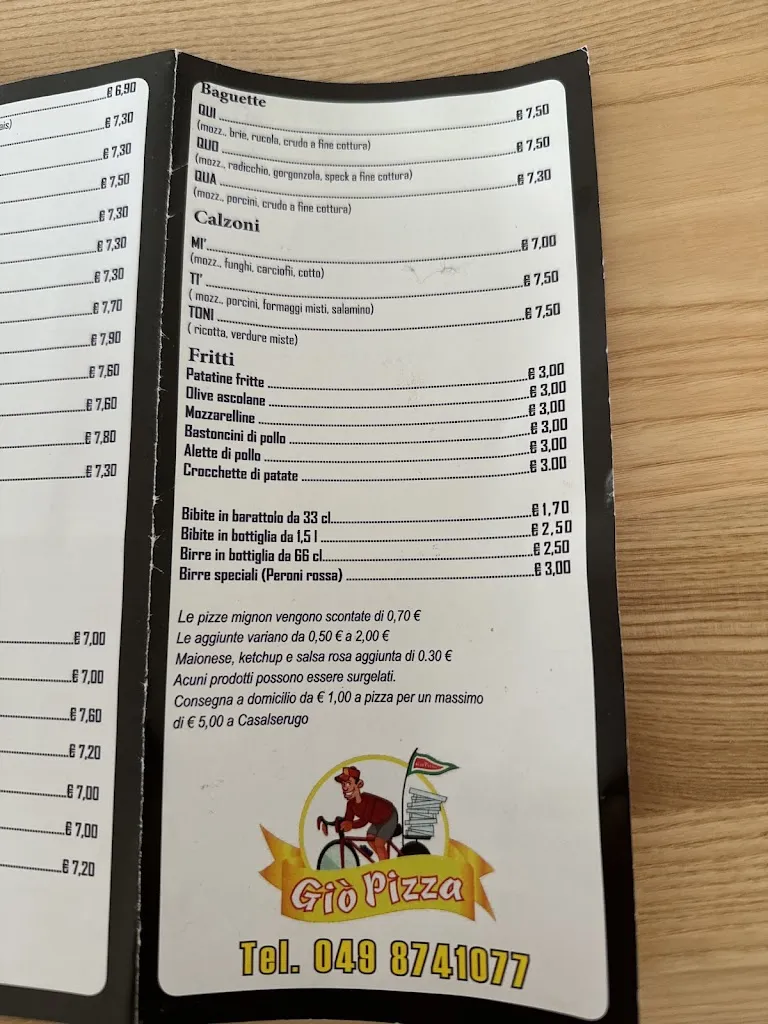 € 6,90
ais)
€ 7,30
€ 7,30
€ 7,50
€ 7,30
€ 7,30
€ 7,30
€ 7,70
€ 7,90
€ 7,60
€ 7,60
€ 7,80
€ 7,30
€ 7,00
€ 7,00
€ 7,60
€ 7,20
€ 7,00
€ 7,00
€ 7,20
Baguette
QUI € 7,50
(mozz., brie, rucola, crudo a fine cottura)
QUO € 7,50
(mozz., radicchio, gorgonzola, speck a fine cottura)
QUA € 7,30
(mozz., porcini, crudo a fine cottura)
Calzoni
MI' € 7,00
(mozz., funghi, carciofii, cotto)
TI' € 7,50
( mozz., porcini, formaggi misti, salamino)
TONI € 7,50
( ricotta, verdure miste)
Fritti
Patatine fritte € 3,00
Olive ascolane € 3,00
Mozzarelline € 3,00
Bastoncini di pollo € 3,00
Alette di pollo € 3,00
Crocchette di patate € 3.00
Bibite in barattolo da 33 cl. € 1,70
Bibite in bottiglia da 1,5 l € 2,50
Birre in bottiglia da 66 cl. € 2,50
Birre speciali (Peroni rossa) € 3,00
Le pizze mignon vengono scontate di 0,70 €
Le aggiunte variano da 0,50 € a 2,00 €
Maionese, ketchup e salsa rosa aggiunta di 0.30 €
Acuni prodotti possono essere surgelati.
Consegna a domicilio da € 1,00 a pizza per un massimo
di € 5,00 a Casalserugo
Giò Pizza
Tel. 049 8741077